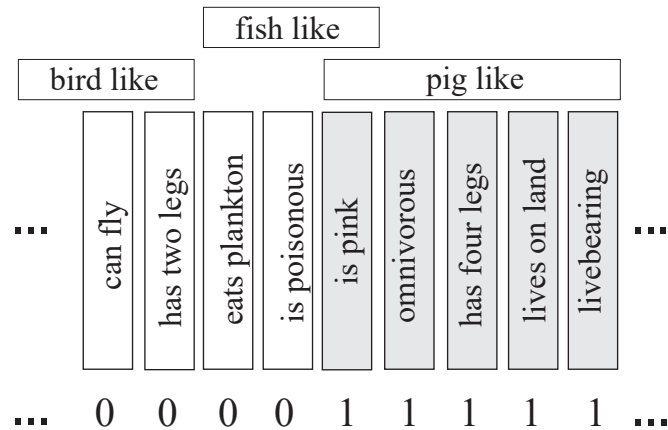 fish like
bird like
pig like
can fly
has two legs
eats plankton
is poisonous
is pink
omnivorous
has four legs
lives on land
livebearing
... ...
... 0 0 0 0 1 1 1 1 1 ...